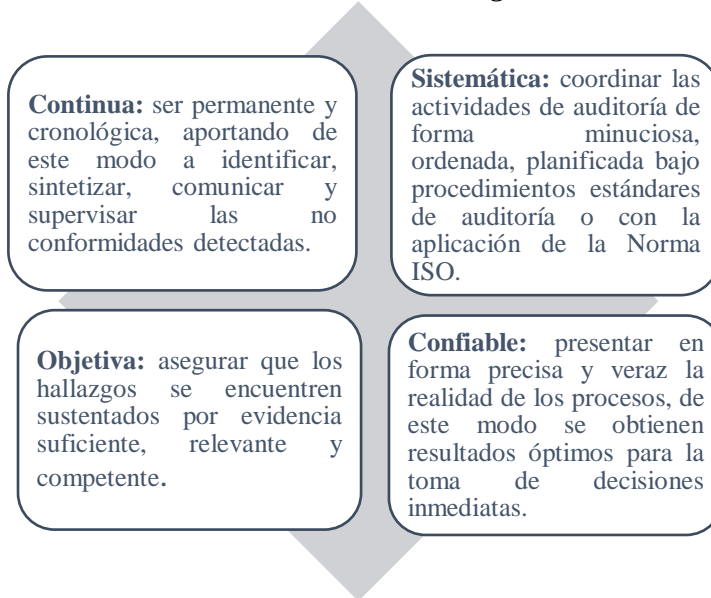 Continua: ser permanente y
cronológica, aportando de
este modo a identificar,
sintetizar, comunicar y
supervisar las no
conformidades detectadas.
Sistemática: coordinar las
actividades de auditoría de
forma minuciosa,
ordenada, planificada bajo
procedimientos estándares
de auditoría o con la
aplicación de la Norma
ISO.
Objetiva: asegurar que los
hallazgos se encuentren
sustentados por evidencia
suficiente, relevante y
competente.
Confiable: presentar en
forma precisa y veraz la
realidad de los procesos, de
este modo se obtienen
resultados óptimos para la
toma de decisiones
inmediatas.